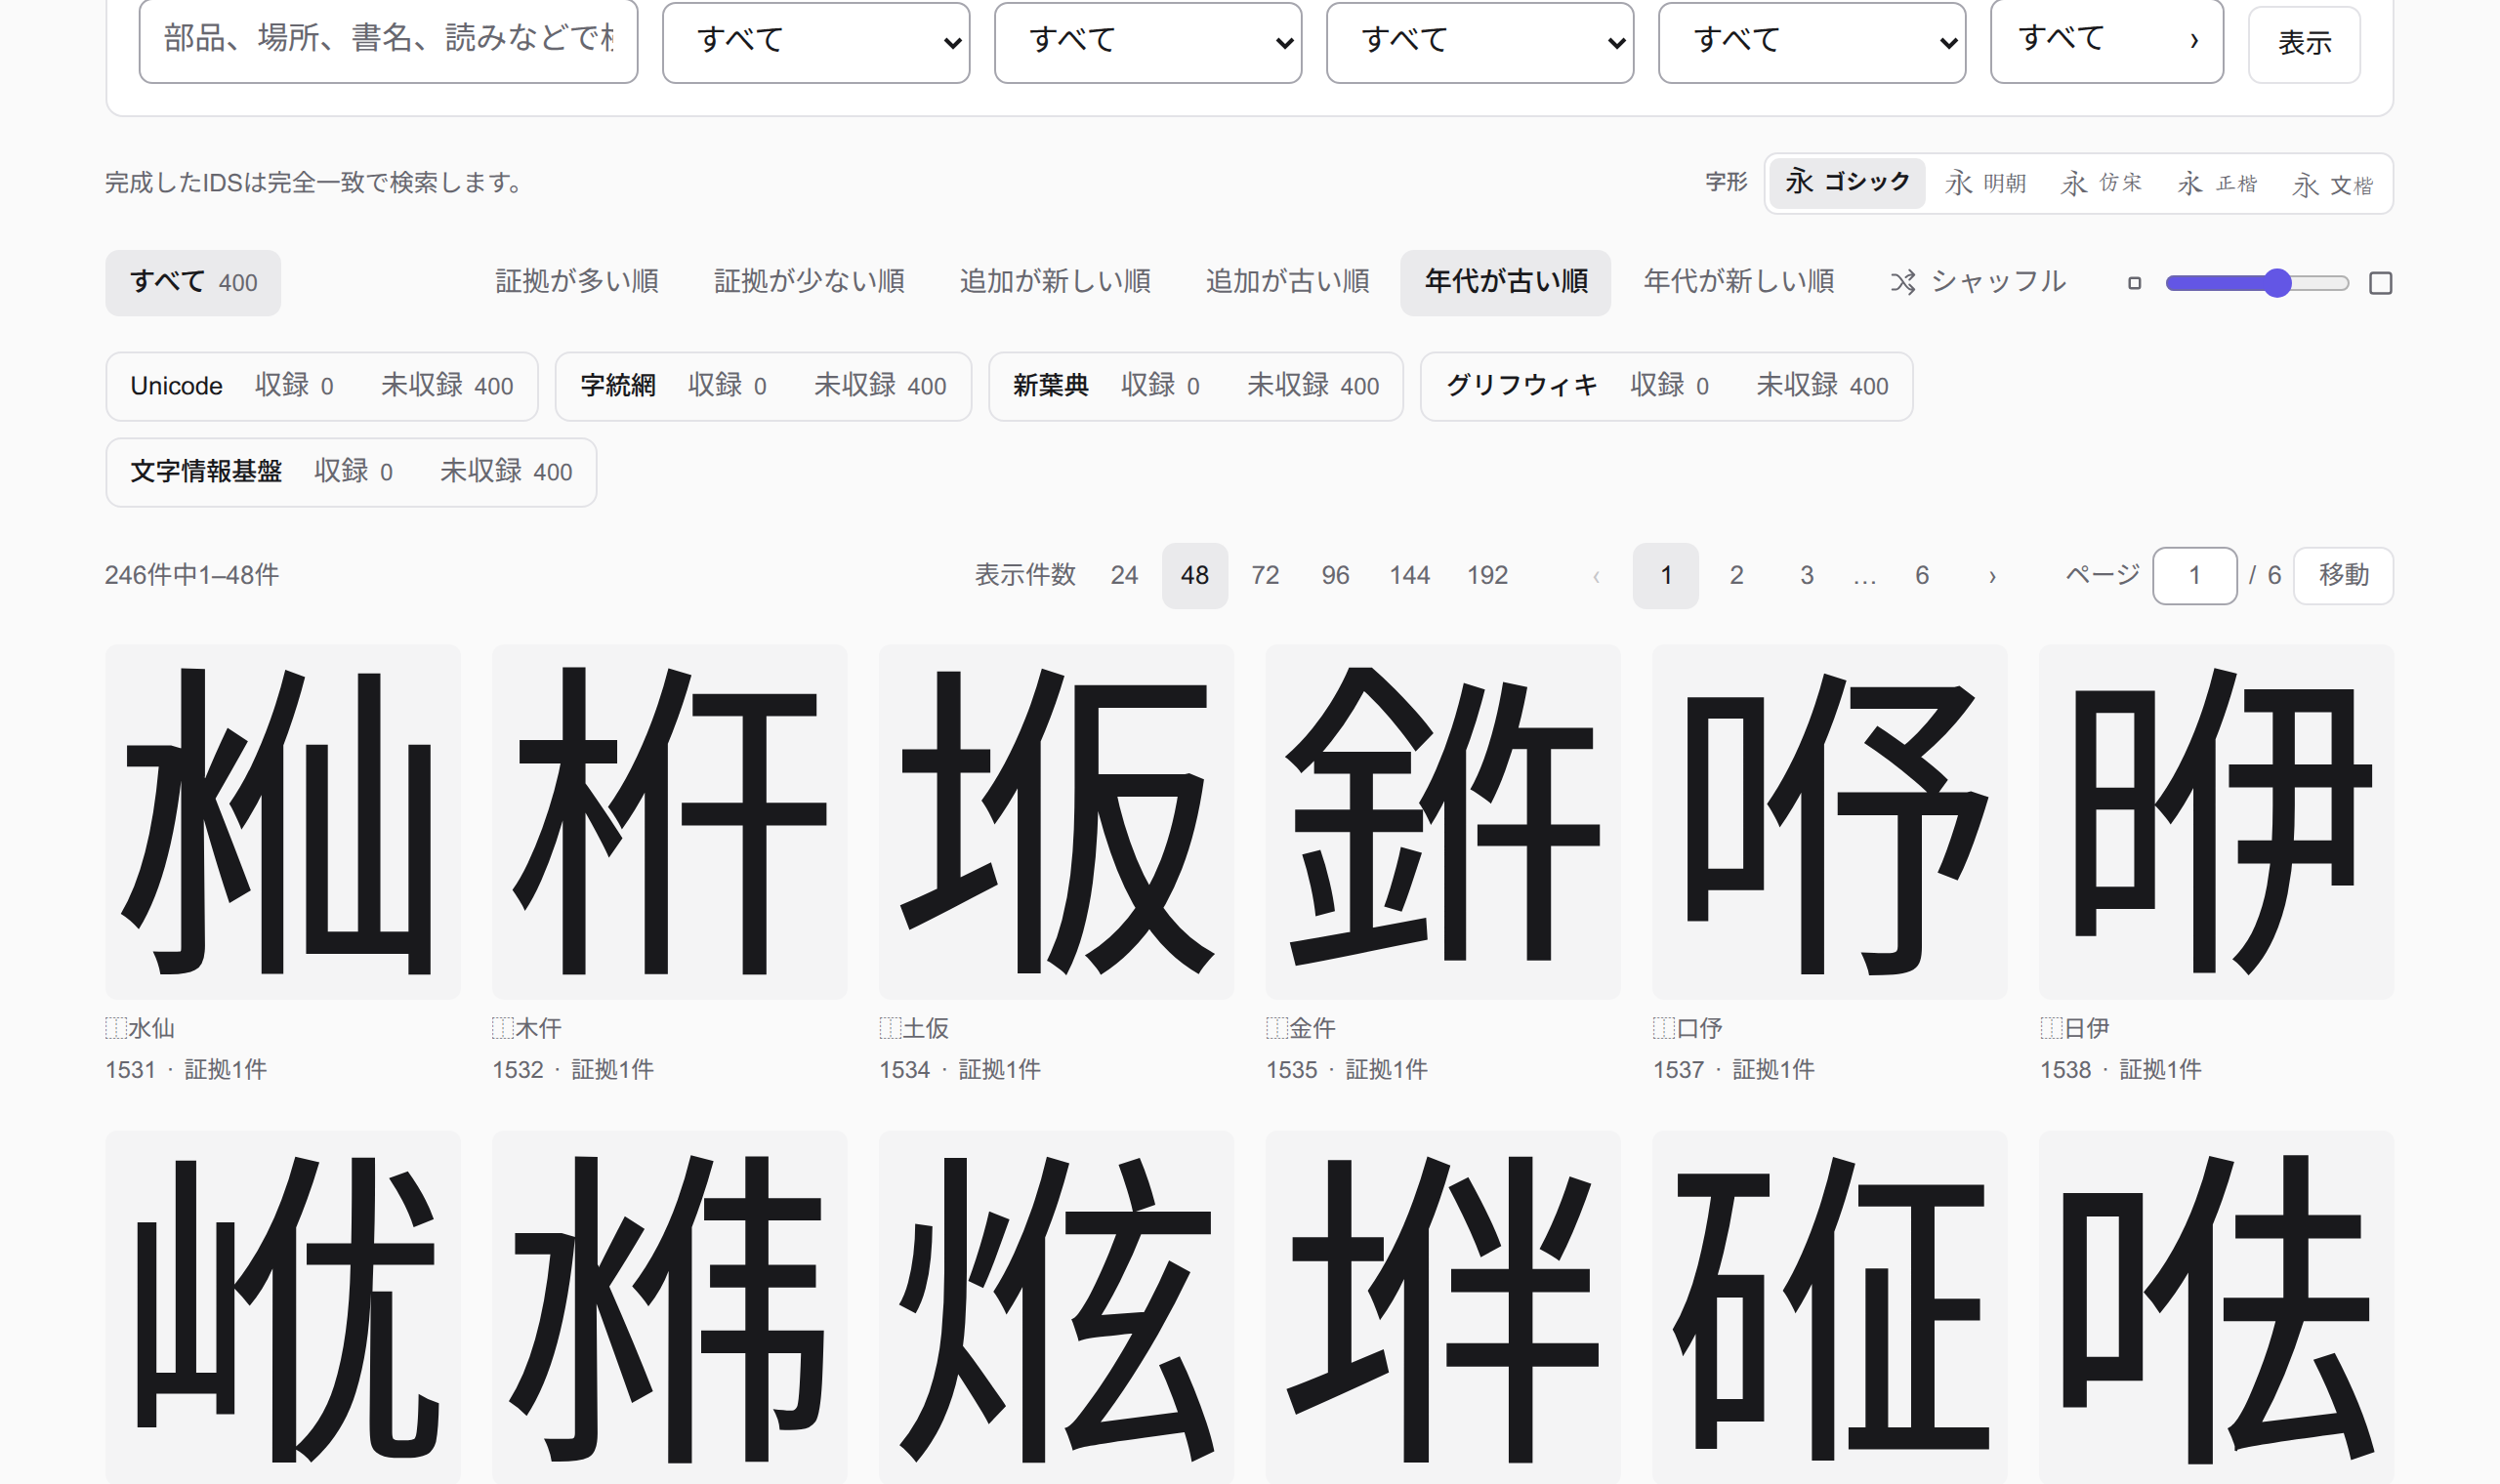 部品、場所、書名、読みなどで
すべて
すべて
すべて
すべて
すべて ›
表示
完成したIDSは完全一致で検索します。
字形 永 ゴシック 永 明朝 永 仿宋 永 正楷 永 文楷
すべて 400 証拠が多い順 証拠が少ない順 追加が新しい順 追加が古い順 年代が古い順 年代が新しい順 シャッフル
Unicode 収録 0 未収録 400
字統網 収録 0 未収録 400
新葉典 収録 0 未収録 400
グリフウィキ 収録 0 未収録 400
文字情報基盤 収録 0 未収録 400
246件中1–48件 表示件数 24 48 72 96 144 192 ‹ 1 2 3 … 6 › ページ 1 / 6 移動
⿰水仙 ⿰木仠 ⿰土仮 ⿰金仵 ⿰口伃 ⿰日伊
1531 · 証拠1件 1532 · 証拠1件 1534 · 証拠1件 1535 · 証拠1件 1537 · 証拠1件 1538 · 証拠1件